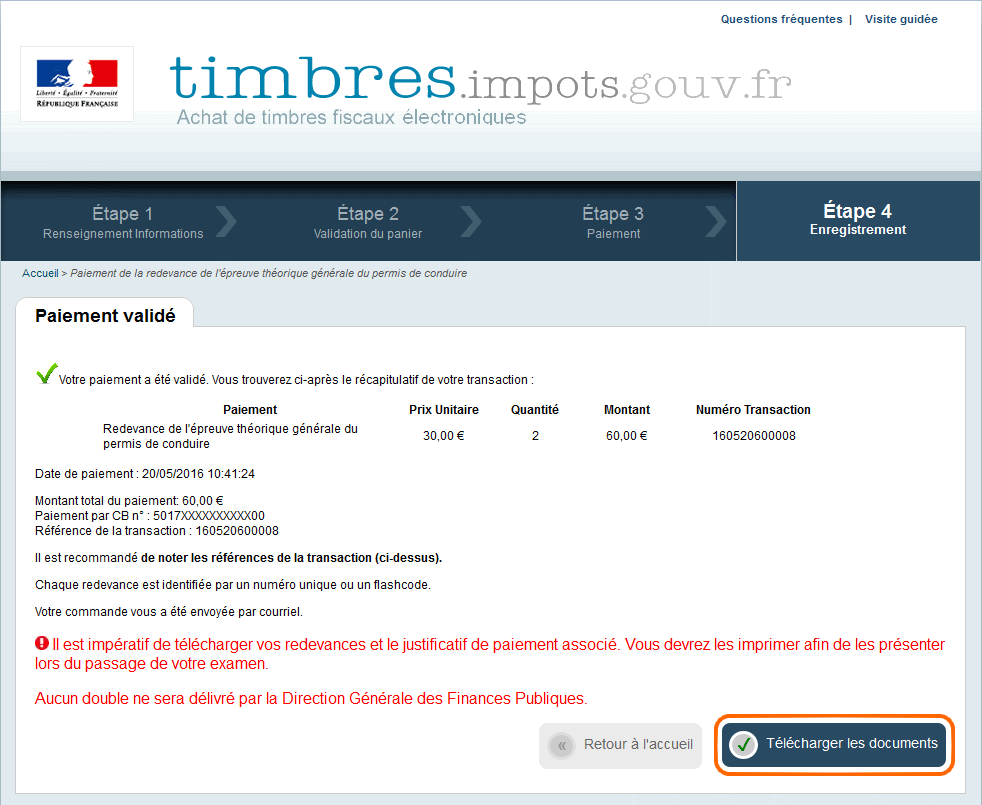 Questions fréquentes | Visite guidée
Liberté • Égalité • Fraternité
RÉPUBLIQUE FRANÇAISE
timbres.impots.gouv.fr
Achat de timbres fiscaux électroniques
Étape 1
Renseignement Informations
Étape 2
Validation du panier
Étape 3
Paiement
Étape 4
Enregistrement
Accueil > Paiement de la redevance de l'épreuve théorique générale du permis de conduire
Paiement validé
Votre paiement a été validé. Vous trouverez ci-après le récapitulatif de votre transaction :
Paiement Prix Unitaire Quantité Montant Numéro Transaction
Redevance de l'épreuve théorique générale du
permis de conduire
30,00 € 2 60,00 € 160520600008
Date de paiement : 20/05/2016 10:41:24
Montant total du paiement: 60,00 €
Paiement par CB n° : 5017XXXXXXXXXX00
Référence de la transaction : 160520600008
Il est recommandé de noter les références de la transaction (ci-dessus).
Chaque redevance est identifiée par un numéro unique ou un flashcode.
Votre commande vous a été envoyée par courriel.
Il est impératif de télécharger vos redevances et le justificatif de paiement associé. Vous devrez les imprimer afin de les présenter
lors du passage de votre examen.
Aucun double ne sera délivré par la Direction Générale des Finances Publiques.
« Retour à l'accueil
Télécharger les documents